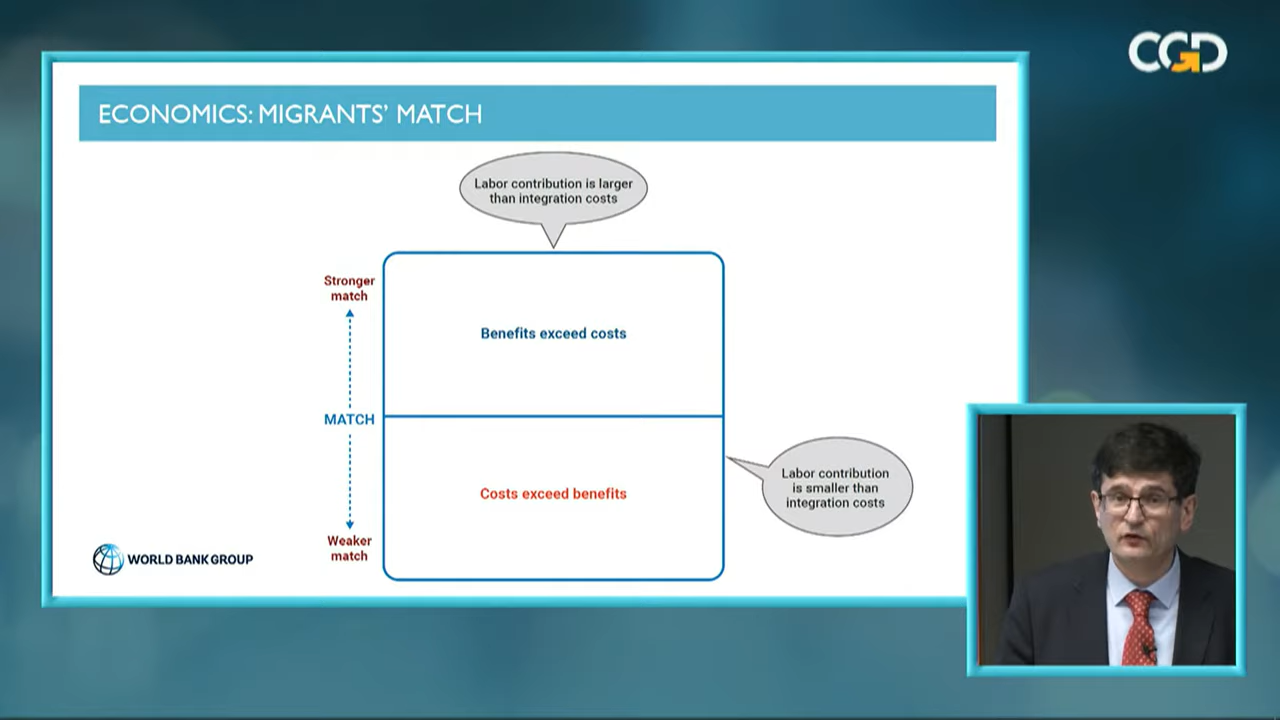 CGD
ECONOMICS: MIGRANTS' MATCH
Labor contribution is larger
than integration costs
Stronger
match
Benefits exceed costs
MATCH
Costs exceed benefits
Labor contribution
is smaller than
integration costs
Weaker
match
WORLD BANK GROUP